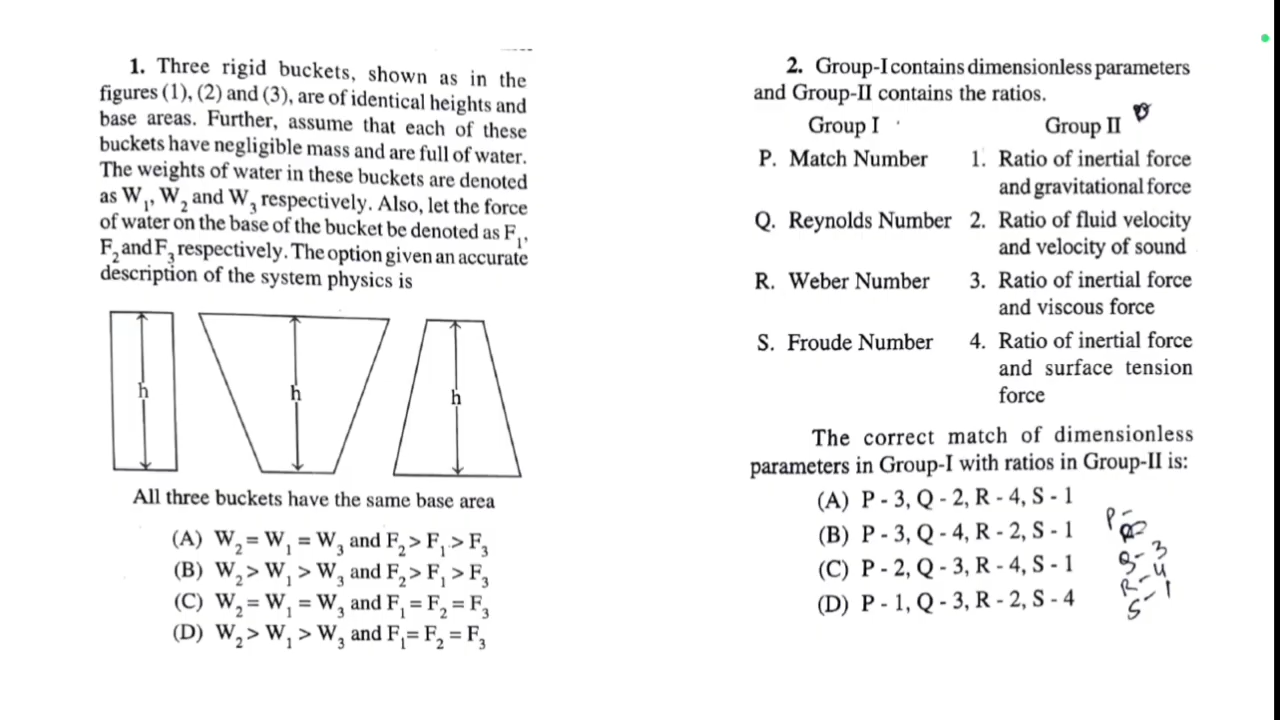 1. Three rigid buckets, shown as in the
figures (1), (2) and (3), are of identical heights and
base areas. Further, assume that each of these
buckets have negligible mass and are full of water.
The weights of water in these buckets are denoted
as W₁, W₂ and W₃ respectively. Also, let the force
of water on the base of the bucket be denoted as F₁,
F₂ and F₃ respectively. The option given an accurate
description of the system physics is
h
h
h
All three buckets have the same base area
(A) W₂ = W₁ = W₃ and F₂ > F₁ > F₃
(B) W₂ > W₁ > W₃ and F₂ > F₁ > F₃
(C) W₂ = W₁ = W₃ and F₁ = F₂ = F₃
(D) W₂ > W₁ > W₃ and F₁ = F₂ = F₃
2. Group-I contains dimensionless parameters
and Group-II contains the ratios.
Group I Group II
P. Match Number 1. Ratio of inertial force
and gravitational force
Q. Reynolds Number 2. Ratio of fluid velocity
and velocity of sound
R. Weber Number 3. Ratio of inertial force
and viscous force
S. Froude Number 4. Ratio of inertial force
and surface tension
force
The correct match of dimensionless
parameters in Group-I with ratios in Group-II is:
(A) P - 3, Q - 2, R - 4, S - 1
(B) P - 3, Q - 4, R - 2, S - 1
(C) P - 2, Q - 3, R - 4, S - 1
(D) P - 1, Q - 3, R - 2, S - 4
P -
Q - 3
R - 4
S - 1